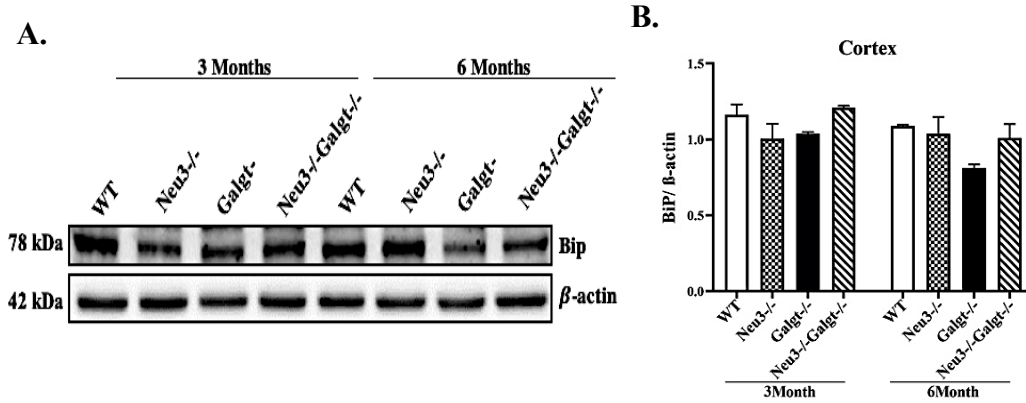 A.
3 Months 6 Months
WT Neu3-/- Galgt- Neu3-/-Galgt-/- WT Neu3-/- Galgt- Neu3-/-Galgt-/-
78 kDa Bip
42 kDa β-actin
B.
Cortex
BiP/ ß-actin
1.5
1.0
0.5
0.0
WT Neu3-/- Galgt-/- Neu3-/-Galgt-/- WT Neu3-/- Galgt-/- Neu3-/-Galgt-/-
3Month 6Month